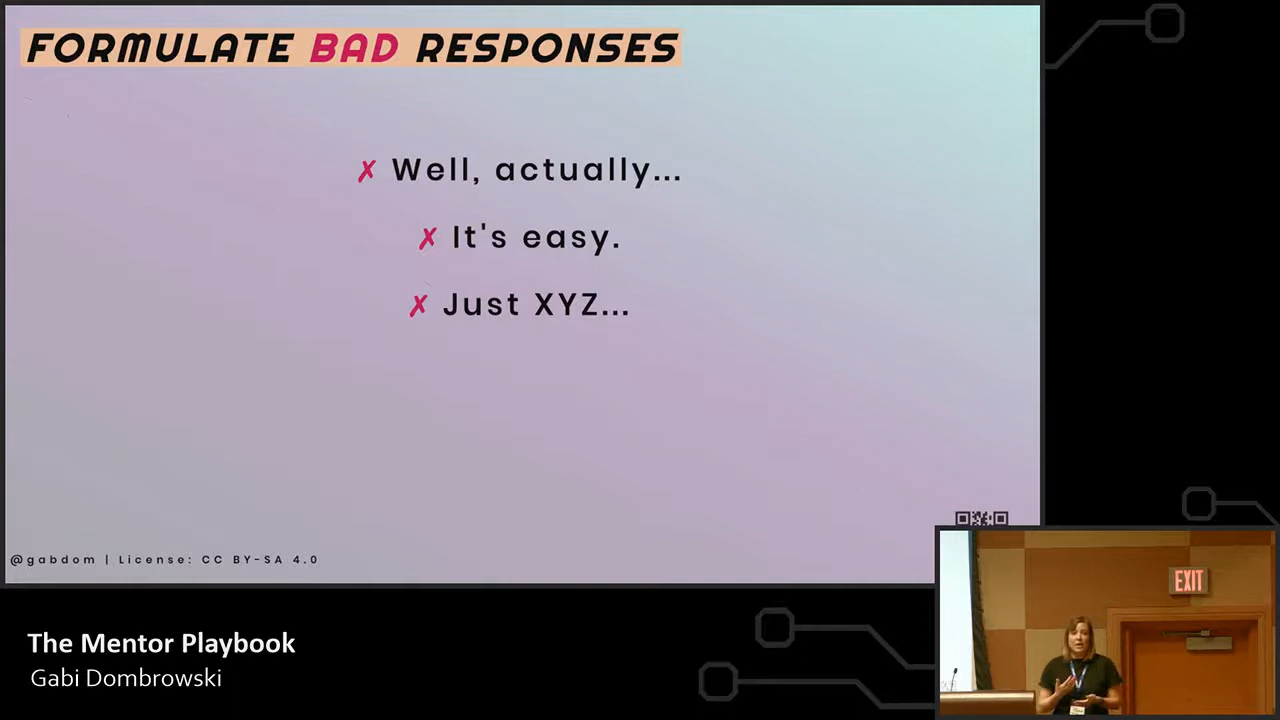 FORMULATE BAD RESPONSES
✗ Well, actually...
✗ It's easy.
✗ Just XYZ...
@gabdom | License: CC BY-SA 4.0
EXIT
The Mentor Playbook
Gabi Dombrowski